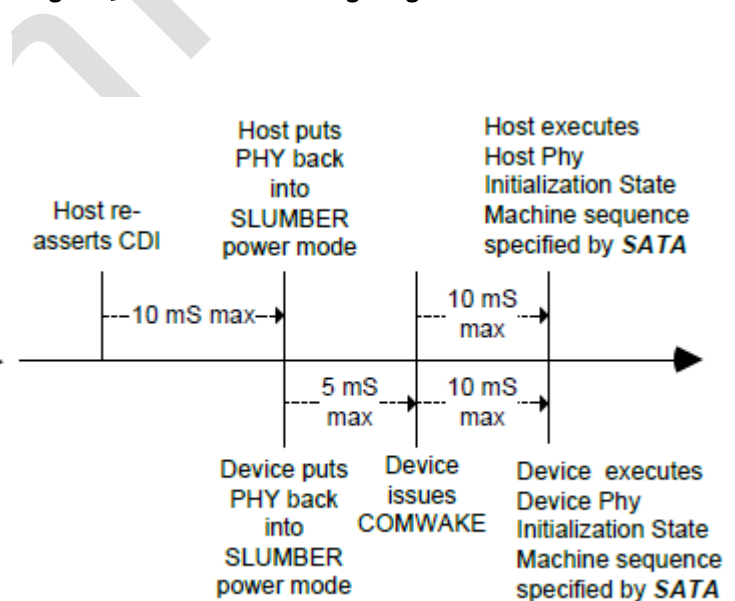 Host re-
asserts CDI
Host puts
PHY back
into
SLUMBER
power mode
Host executes
Host Phy
Initialization State
Machine sequence
specified by SATA
10 mS max
10 mS
max
5 mS
max
10 mS
max
Device puts
PHY back
into
SLUMBER
power mode
Device
issues
COMWAKE
Device executes
Device Phy
Initialization State
Machine sequence
specified by SATA